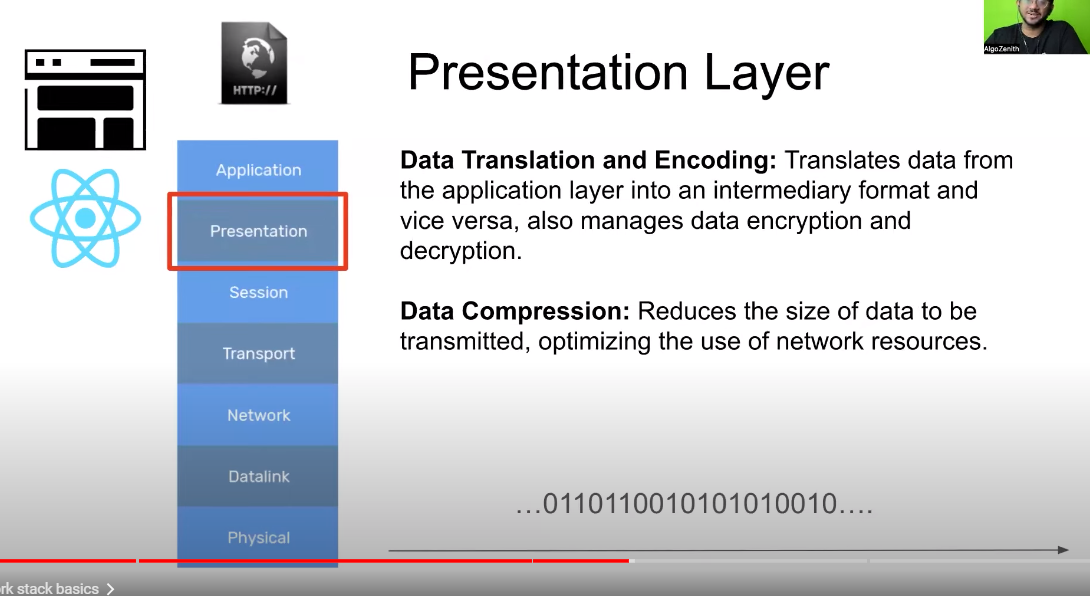 HTTP://
Presentation Layer
AlgoZenith
Application
Presentation
Session
Transport
Network
Datalink
Physical
Data Translation and Encoding: Translates data from
the application layer into an intermediary format and
vice versa, also manages data encryption and
decryption.
Data Compression: Reduces the size of data to be
transmitted, optimizing the use of network resources.
…0110110010101010010….
rk stack basics